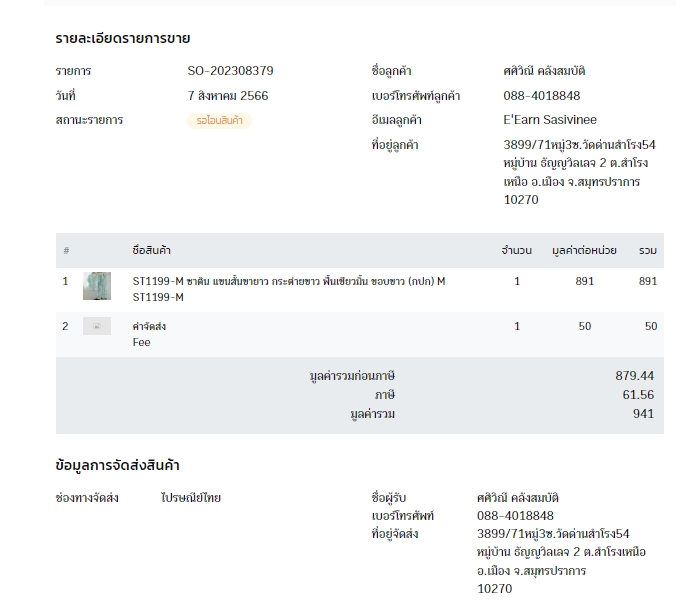 รายละเอียดรายการขาย
รายการ SO-202308379
วันที่ 7 สิงหาคม 2566
สถานะรายการ รอโอนสินค้า
ชื่อลูกค้า ศศิวิณี คลังสมบัติ
เบอร์โทรศัพท์ลูกค้า 088-4018848
อีเมลลูกค้า E'Earn Sasivinee
ที่อยู่ลูกค้า 3899/71หมู่3ซ.วัดด่านสำโรง54
หมู่บ้าน ธัญญวิลเลจ 2 ต.สำโรง
เหนือ อ.เมือง จ.สมุทรปราการ
10270
# ชื่อสินค้า จำนวน มูลค่าต่อหน่วย รวม
1 ST1199-M ซาติน แขนสั้นขายาว กระต่ายขาว พื้นเขียวมิ้น ขอบขาว (กปก) M 1 891 891
ST1199-M
2 ค่าจัดส่ง 1 50 50
Fee
มูลค่ารวมก่อนภาษี 879.44
ภาษี 61.56
มูลค่ารวม 941
ข้อมูลการจัดส่งสินค้า
ช่องทางจัดส่ง ไปรษณีย์ไทย
ชื่อผู้รับ ศศิวิณี คลังสมบัติ
เบอร์โทรศัพท์ 088-4018848
ที่อยู่จัดส่ง 3899/71หมู่3ซ.วัดด่านสำโรง54
หมู่บ้าน ธัญญวิลเลจ 2 ต.สำโรงเหนือ
อ.เมือง จ.สมุทรปราการ
10270